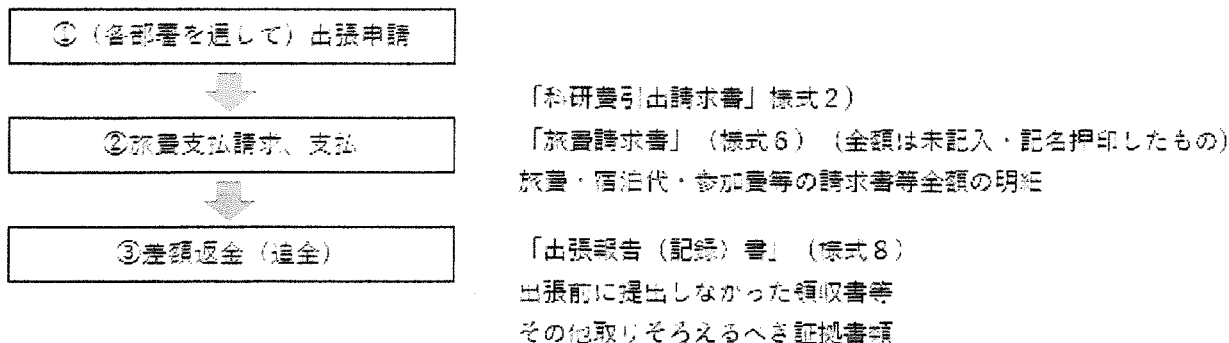 ①（各部署を通して）出張申請
「科研費引出請求書」様式２）
②旅費支払請求、支払
「旅費請求書」（様式６）（金額は未記入・記名押印したもの）
旅費・宿泊代・参加費等の請求書等金額の明細
③差額返金（追金）
「出張報告（記録）書」（様式８）
出張前に提出しなかった領収書等
その他取りそろえるべき証拠書類